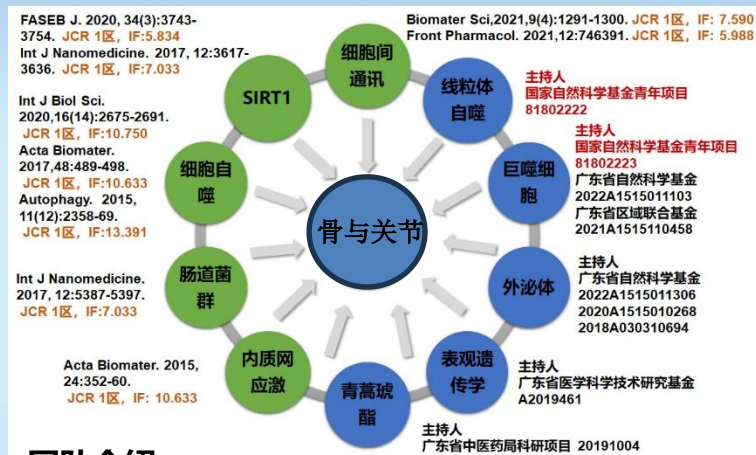 FASEB J. 2020, 34(3):3743-
3754. JCR 1区，IF:5.834
Int J Nanomedicine. 2017, 12:3617-
3636. JCR 1区，IF:7.033
Biomater Sci,2021,9(4):1291-1300. JCR 1区，IF: 7.590
Front Pharmacol. 2021,12:746391. JCR 1区，IF: 5.988
细胞间
通讯
SIRT1
线粒体
自噬
主持人
国家自然科学基金青年项目
81802222
Int J Biol Sci.
2020,16(14):2675-2691.
JCR 1区，IF:10.750
Acta Biomater.
2017,48:489-498.
JCR 1区，IF:10.633
Autophagy. 2015,
11(12):2358-69.
JCR 1区，IF:13.391
细胞自
噬
巨噬细
胞
主持人
国家自然科学基金青年项目
81802223
广东省自然科学基金
2022A1515011103
广东省区域联合基金
2021A1515110458
骨与关节
Int J Nanomedicine.
2017, 12:5387-5397.
JCR 1区，IF:7.033
肠道菌
群
外泌体
主持人
广东省自然科学基金
2022A1515011306
2020A1515010268
2018A030310694
Acta Biomater. 2015,
24:352-60.
JCR 1区，IF: 10.633
内质网
应激
青蒿琥
酯
表观遗
传学
主持人
广东省医学科学技术研究基金
A2019461
主持人
广东省中医药局科研项目 20191004